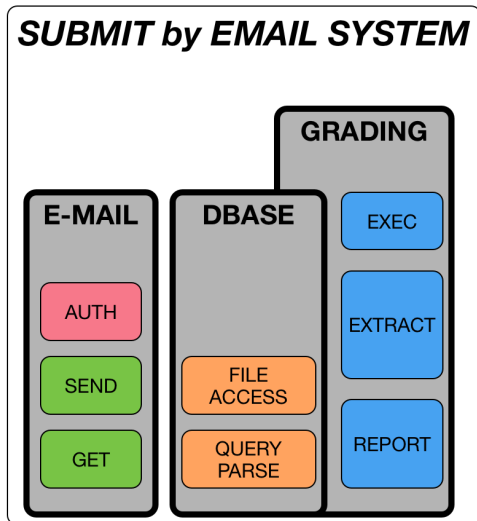 SUBMIT by EMAIL SYSTEM
GRADING
E-MAIL
DBASE
EXEC
AUTH
EXTRACT
SEND
FILE
ACCESS
GET
QUERY
PARSE
REPORT